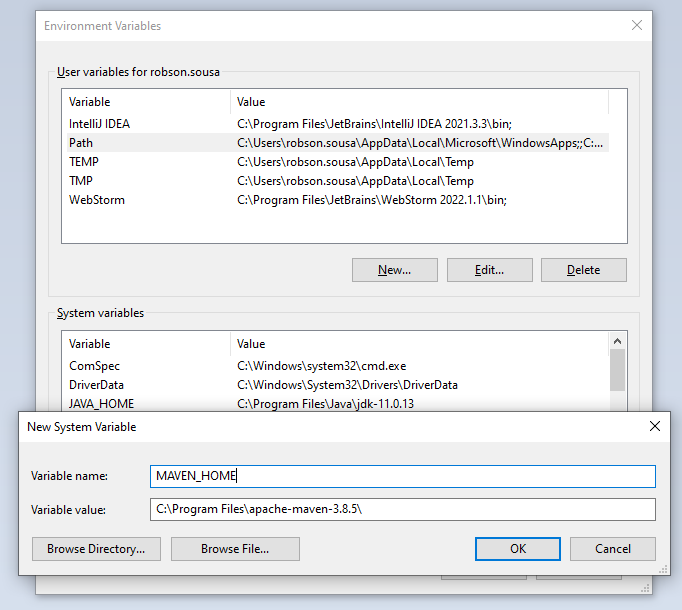 Environment Variables
User variables for robson.sousa
Variable Value
IntelliJ IDEA C:\Program Files\JetBrains\IntelliJ IDEA 2021.3.3\bin;
Path C:\Users\robson.sousa\AppData\Local\Microsoft\WindowsApps;;C:...
TEMP C:\Users\robson.sousa\AppData\Local\Temp
TMP C:\Users\robson.sousa\AppData\Local\Temp
WebStorm C:\Program Files\JetBrains\WebStorm 2022.1.1\bin;
New... Edit... Delete
System variables
Variable Value
ComSpec C:\Windows\system32\cmd.exe
DriverData C:\Windows\System32\Drivers\DriverData
JAVA_HOME C:\Program Files\Java\jdk-11.0.13
New System Variable
Variable name: MAVEN_HOME
Variable value: C:\Program Files\apache-maven-3.8.5\
Browse Directory... Browse File... OK Cancel